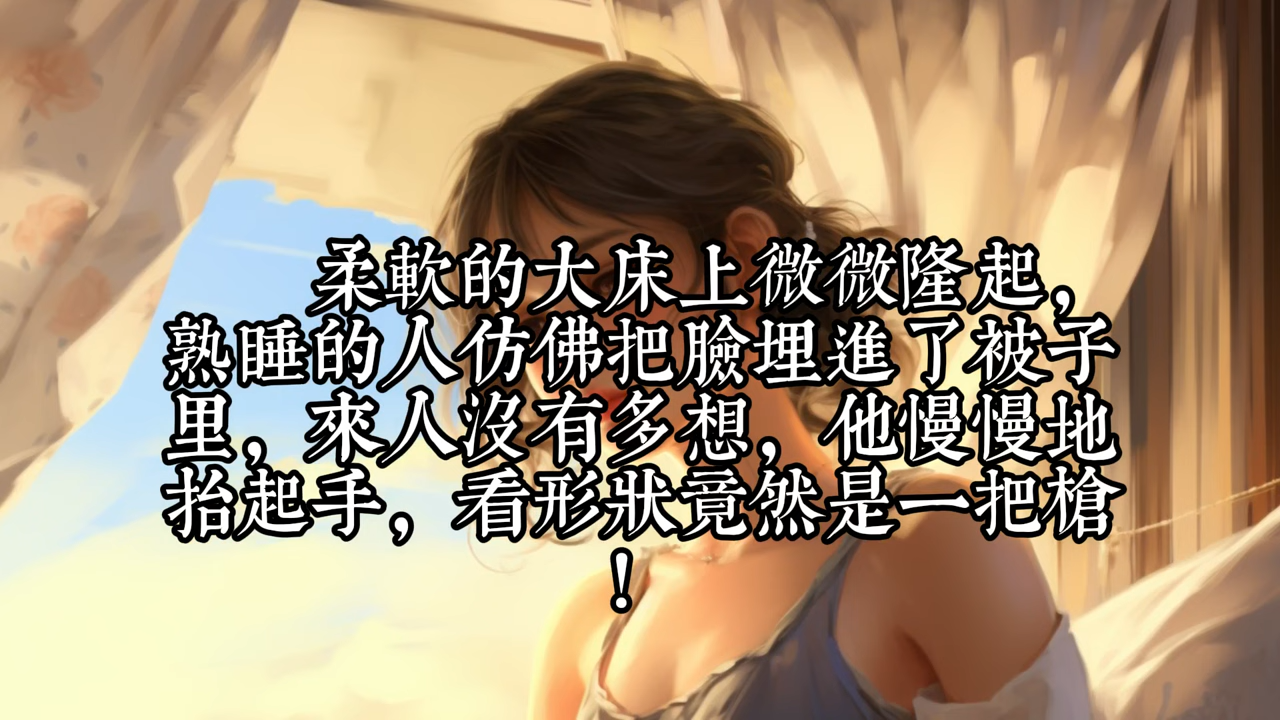 柔軟的大床上微微隆起，
熟睡的人仿佛把臉埋進了被子
里，來人沒有多想，他慢慢地
抬起手，看形狀竟然是一把槍
！